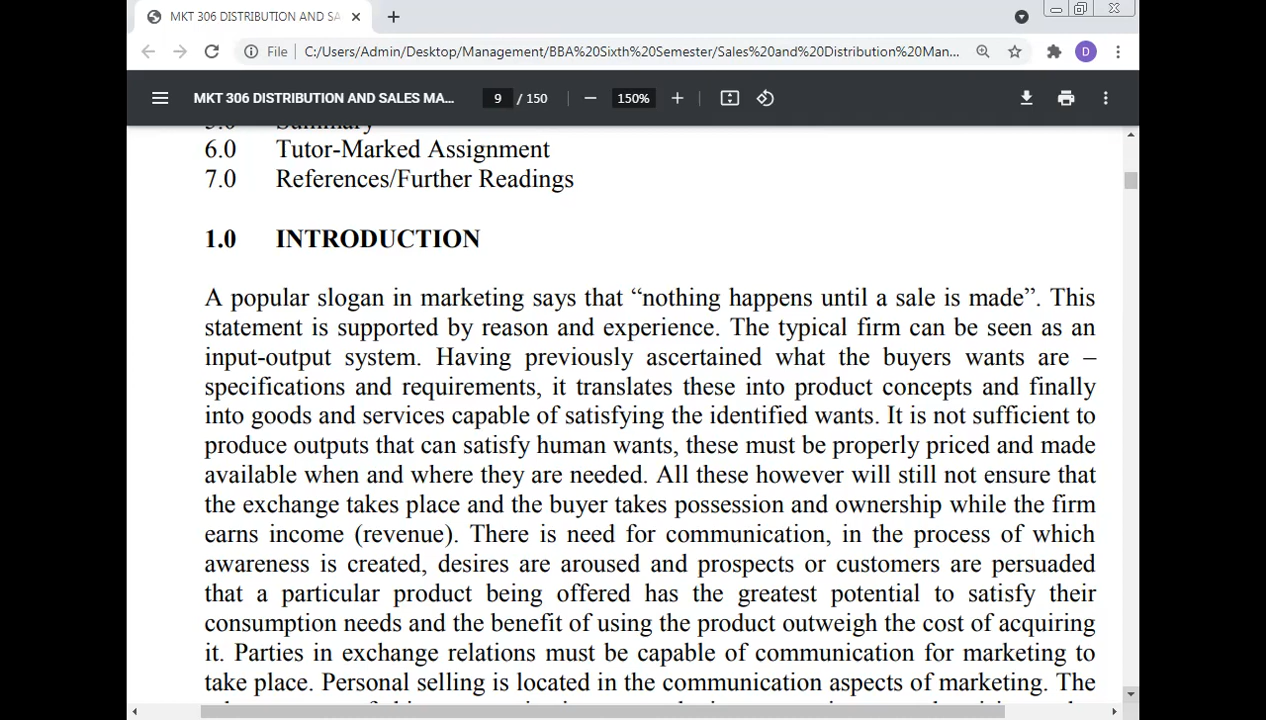 MKT 306 DISTRIBUTION AND SA
File C:/Users/Admin/Desktop/Management/BBA%20Sixth%20Semester/Sales%20and%20Distribution%20Man... D
MKT 306 DISTRIBUTION AND SALES MA... 9 / 150 150%
5.0 Summary
6.0 Tutor-Marked Assignment
7.0 References/Further Readings
1.0 INTRODUCTION
A popular slogan in marketing says that “nothing happens until a sale is made”. This
statement is supported by reason and experience. The typical firm can be seen as an
input-output system. Having previously ascertained what the buyers wants are –
specifications and requirements, it translates these into product concepts and finally
into goods and services capable of satisfying the identified wants. It is not sufficient to
produce outputs that can satisfy human wants, these must be properly priced and made
available when and where they are needed. All these however will still not ensure that
the exchange takes place and the buyer takes possession and ownership while the firm
earns income (revenue). There is need for communication, in the process of which
awareness is created, desires are aroused and prospects or customers are persuaded
that a particular product being offered has the greatest potential to satisfy their
consumption needs and the benefit of using the product outweigh the cost of acquiring
it. Parties in exchange relations must be capable of communication for marketing to
take place. Personal selling is located in the communication aspects of marketing. The